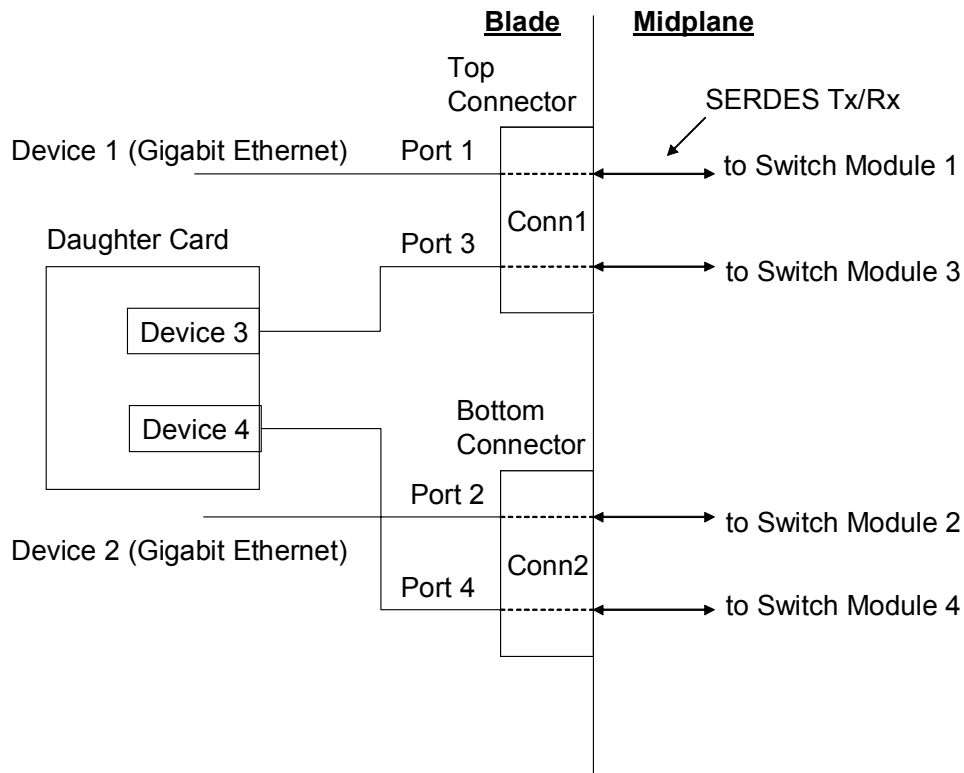 Blade
Midplane
Top
Connector
SERDES Tx/Rx
Device 1 (Gigabit Ethernet)
Port 1
to Switch Module 1
Conn1
Daughter Card
Port 3
to Switch Module 3
Device 3
Device 4
Bottom
Connector
Port 2
to Switch Module 2
Device 2 (Gigabit Ethernet)
Conn2
Port 4
to Switch Module 4